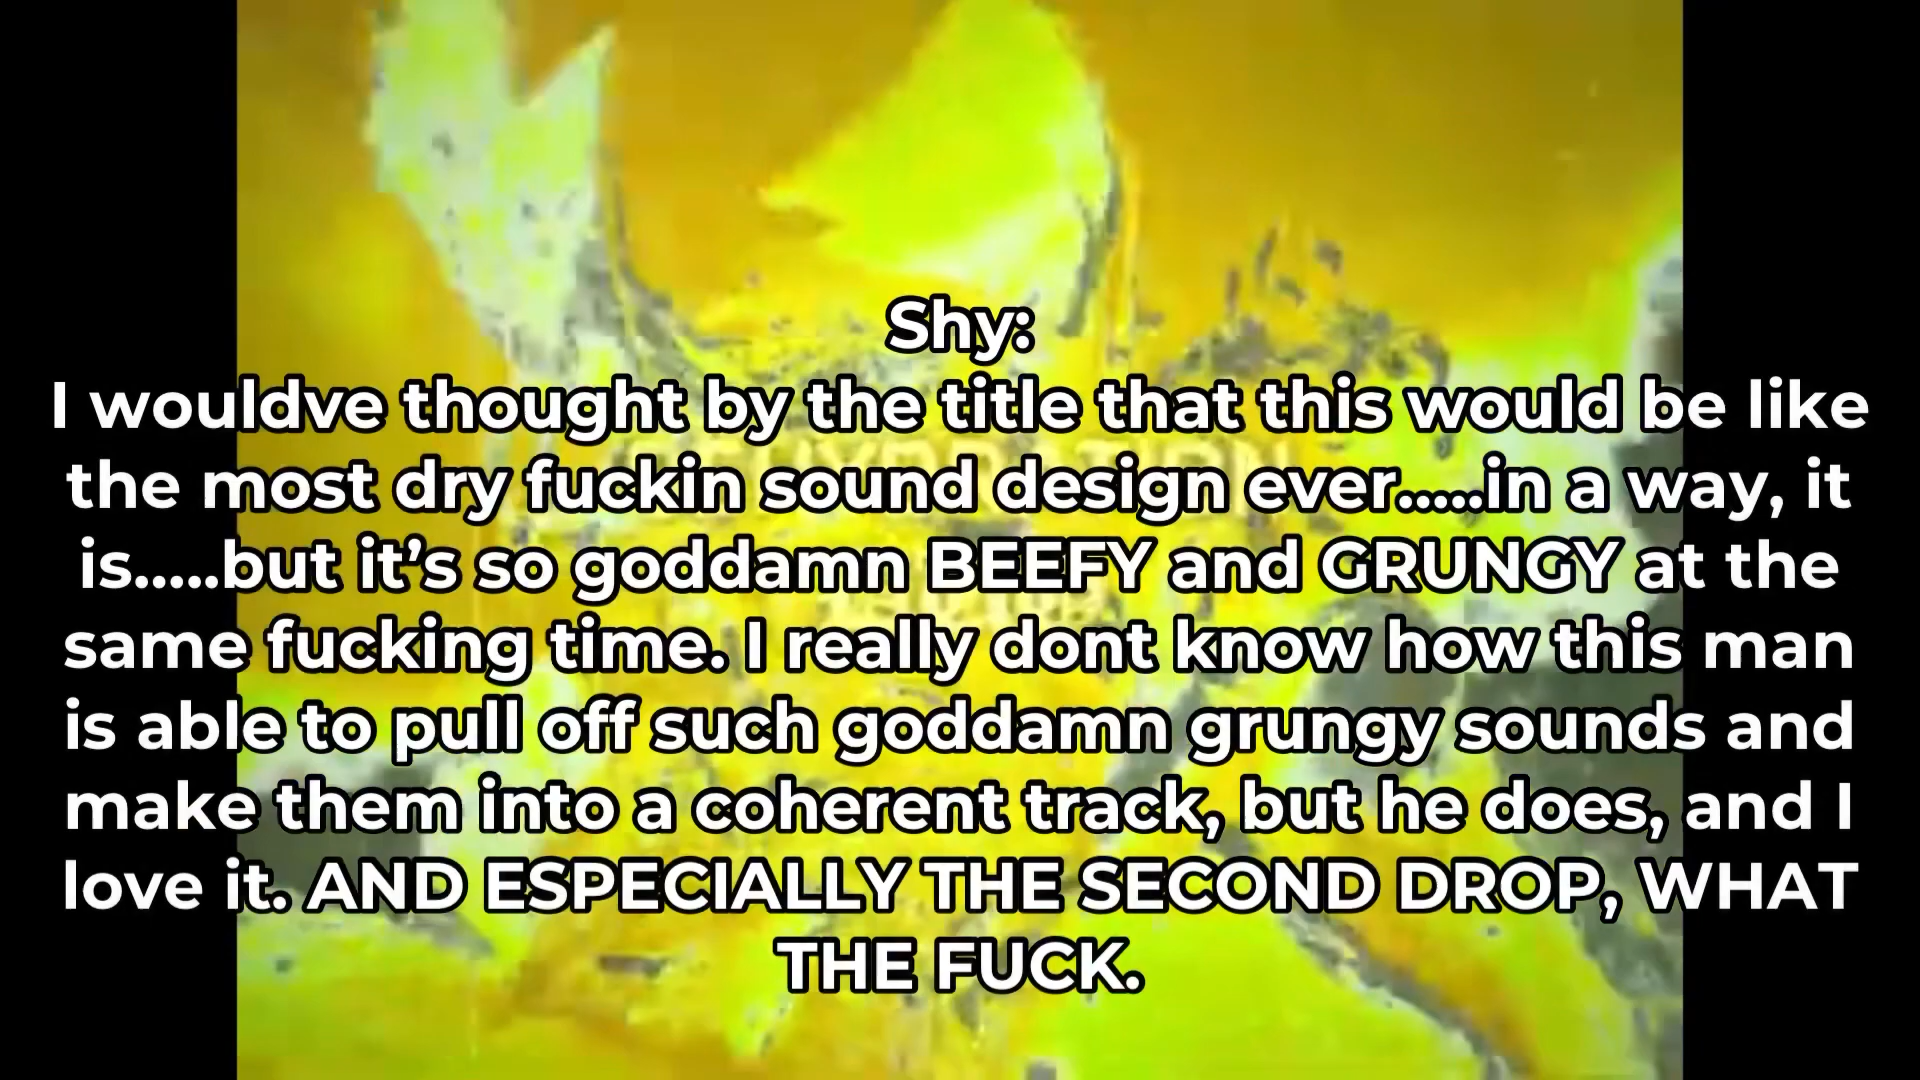 Shy:
I wouldve thought by the title that this would be like
the most dry fuckin sound design ever.....in a way, it
is.....but it’s so goddamn BEEFY and GRUNGY at the
same fucking time. I really dont know how this man
is able to pull off such goddamn grungy sounds and
make them into a coherent track, but he does, and I
love it. AND ESPECIALLY THE SECOND DROP, WHAT
THE FUCK.